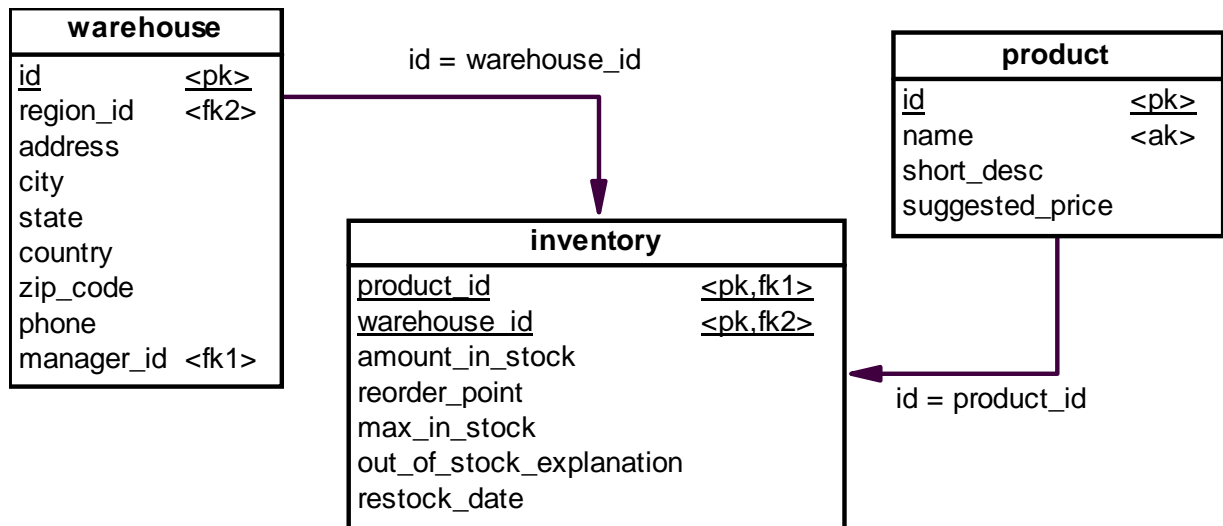 warehouse
id <pk>
region_id <fk2>
address
city
state
country
zip_code
phone
manager_id <fk1>
id = warehouse_id
product
id <pk>
name <ak>
short_desc
suggested_price
inventory
product_id <pk,fk1>
warehouse_id <pk,fk2>
amount_in_stock
reorder_point
max_in_stock
out_of_stock_explanation
restock_date
id = product_id